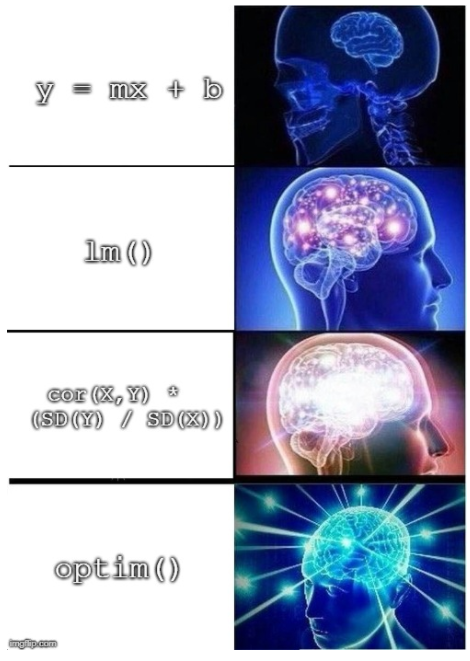 y = mx + b
lm()
cor(X,Y) *
(SD(Y) / SD(X))
optim()
imgflip.com